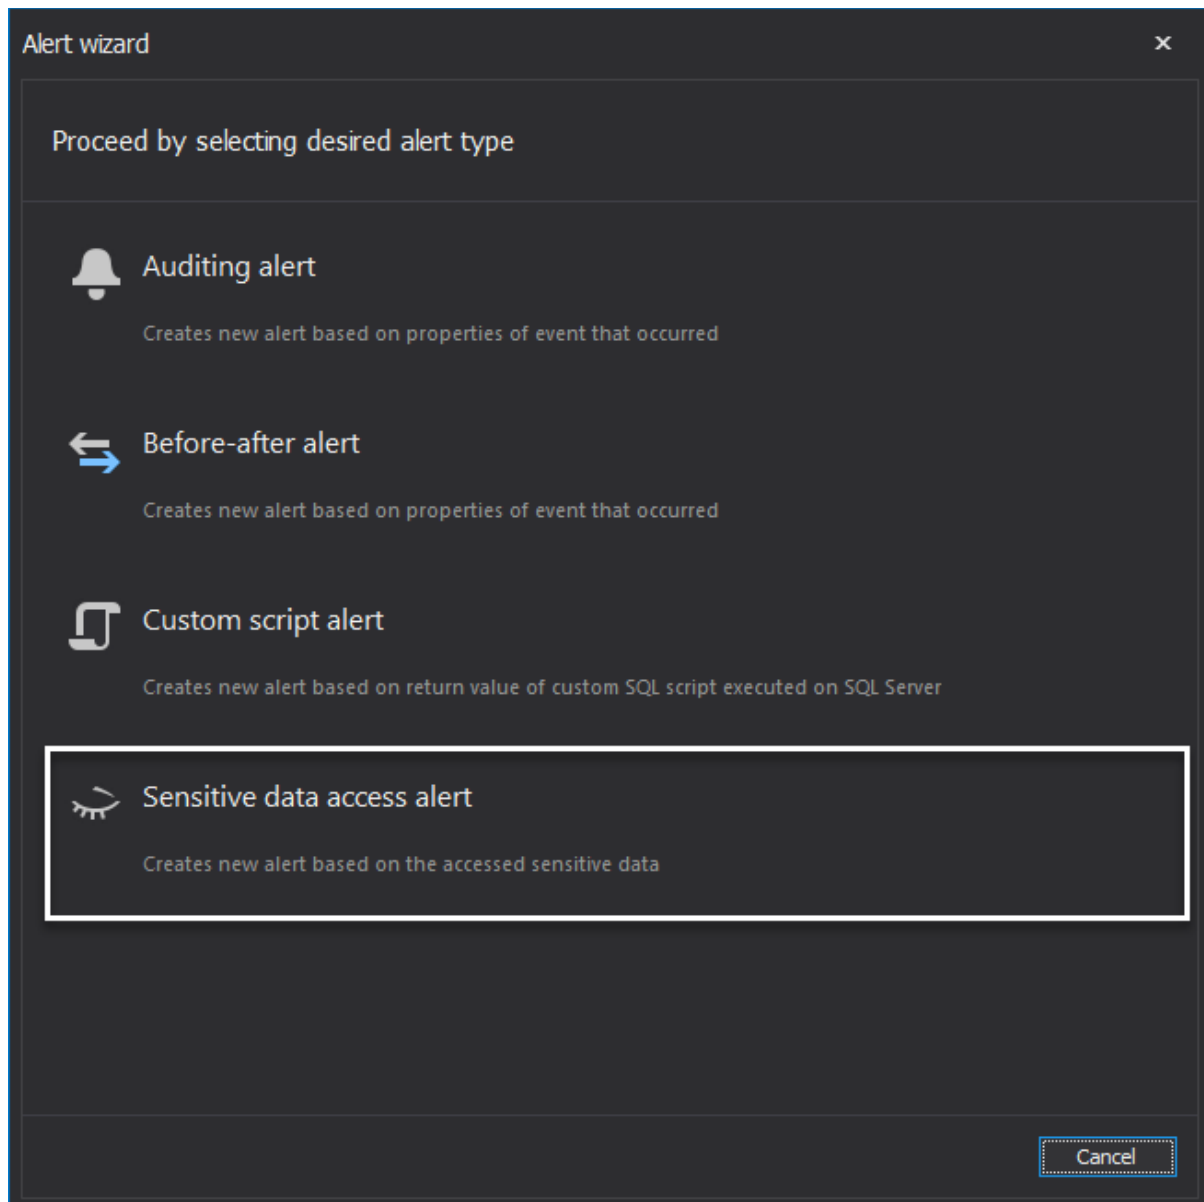 Alert wizard
Proceed by selecting desired alert type
Auditing alert
Creates new alert based on properties of event that occurred
Before-after alert
Creates new alert based on properties of event that occurred
Custom script alert
Creates new alert based on return value of custom SQL script executed on SQL Server
Sensitive data access alert
Creates new alert based on the accessed sensitive data
Cancel